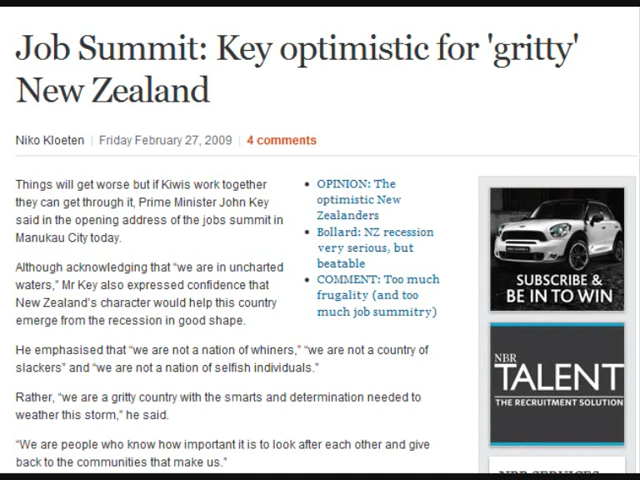 Job Summit: Key optimistic for 'gritty'
New Zealand
Niko Kloeten | Friday February 27, 2009 | 4 comments
Things will get worse but if Kiwis work together
they can get through it, Prime Minister John Key
said in the opening address of the jobs summit in
Manukau City today.
Although acknowledging that “we are in uncharted
waters,” Mr Key also expressed confidence that
New Zealand’s character would help this country
emerge from the recession in good shape.
He emphasised that “we are not a nation of whiners,” “we are not a country of
slackers” and “we are not a nation of selfish individuals.”
Rather, “we are a gritty country with the smarts and determination needed to
weather this storm,” he said.
“We are people who know how important it is to look after each other and give
back to the communities that make us.”
• OPINION: The
optimistic New
Zealanders
• Bollard: NZ recession
very serious, but
beatable
• COMMENT: Too much
frugality (and too
much job summitry)
SUBSCRIBE &
BE IN TO WIN
NBR
TALENT
THE RECRUITMENT SOLUTION
NBR SERVICES